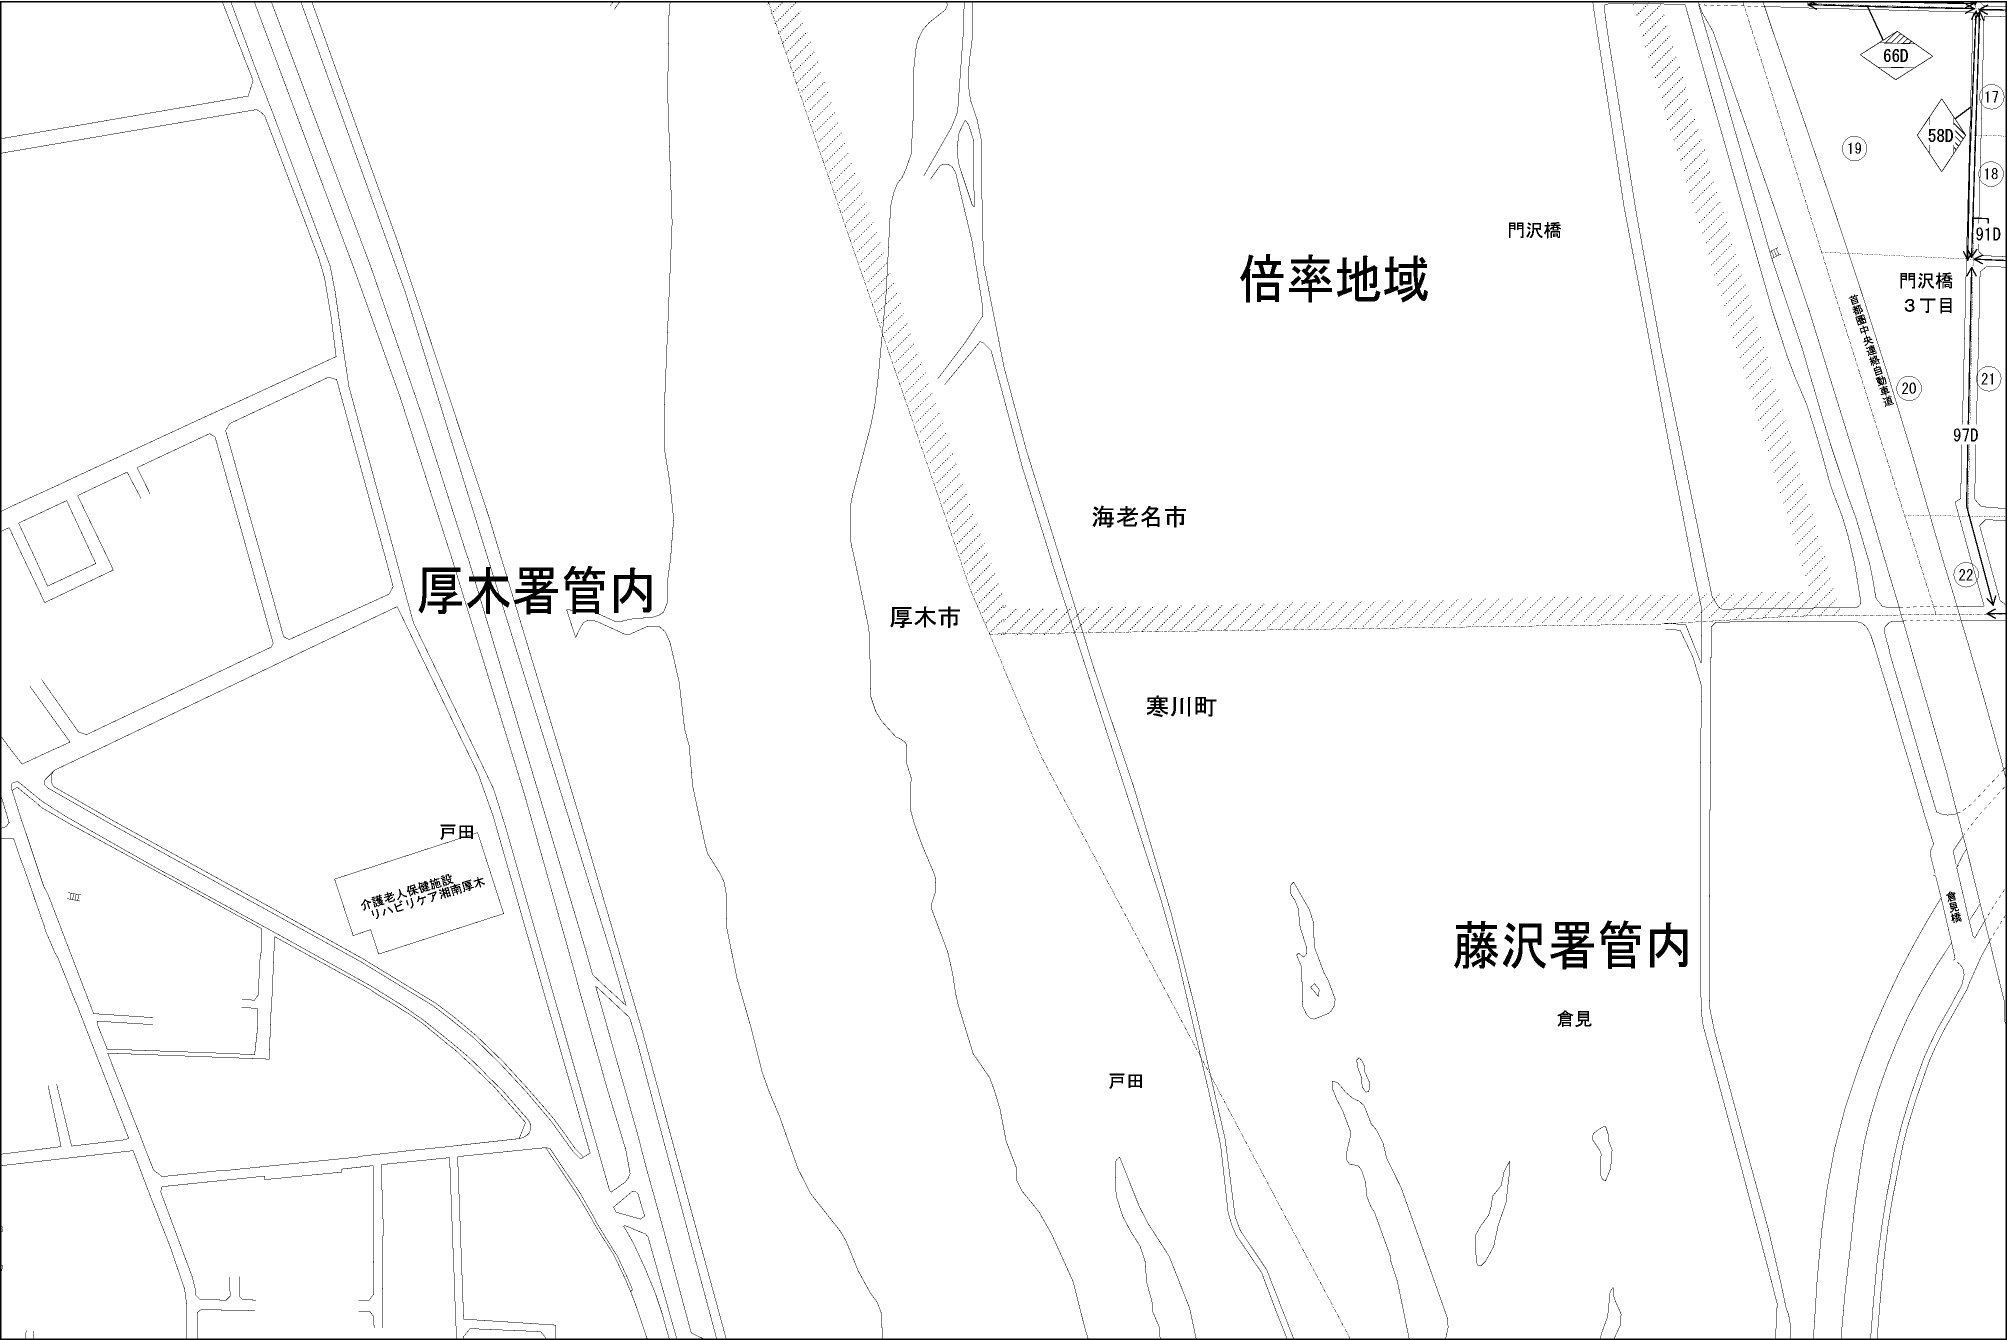 66D
17
58D
19
18
91D
門沢橋
倍率地域
門沢橋
3丁目
首都圏中央連絡自動車道
20
21
97D
海老名市
22
厚木署管内
厚木市
寒川町
戸田
介護老人保健施設
リハビリケア湘南厚木
倉見橋
藤沢署管内
倉見
戸田